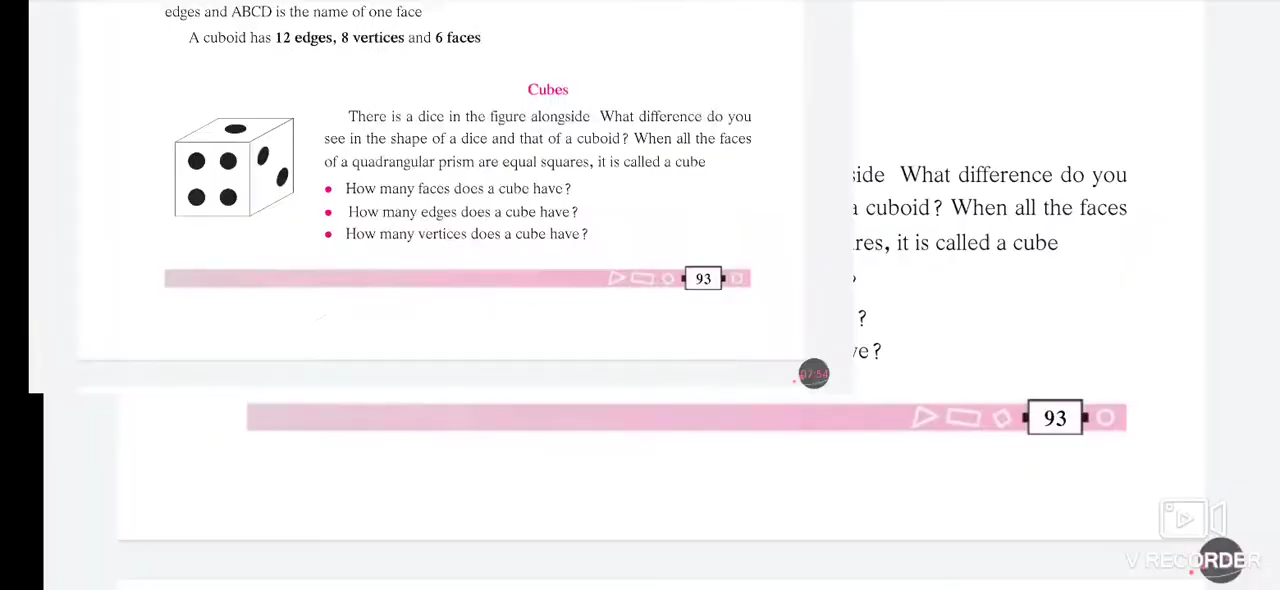 edges and ABCD is the name of one face
A cuboid has 12 edges, 8 vertices and 6 faces
Cubes
There is a dice in the figure alongside What difference do you
see in the shape of a dice and that of a cuboid? When all the faces
of a quadrangular prism are equal squares, it is called a cube
• How many faces does a cube have?
• How many edges does a cube have?
• How many vertices does a cube have?
93
07:54
side What difference do you
a cuboid? When all the faces
res, it is called a cube
?
?
ve?
93
V RECORDER